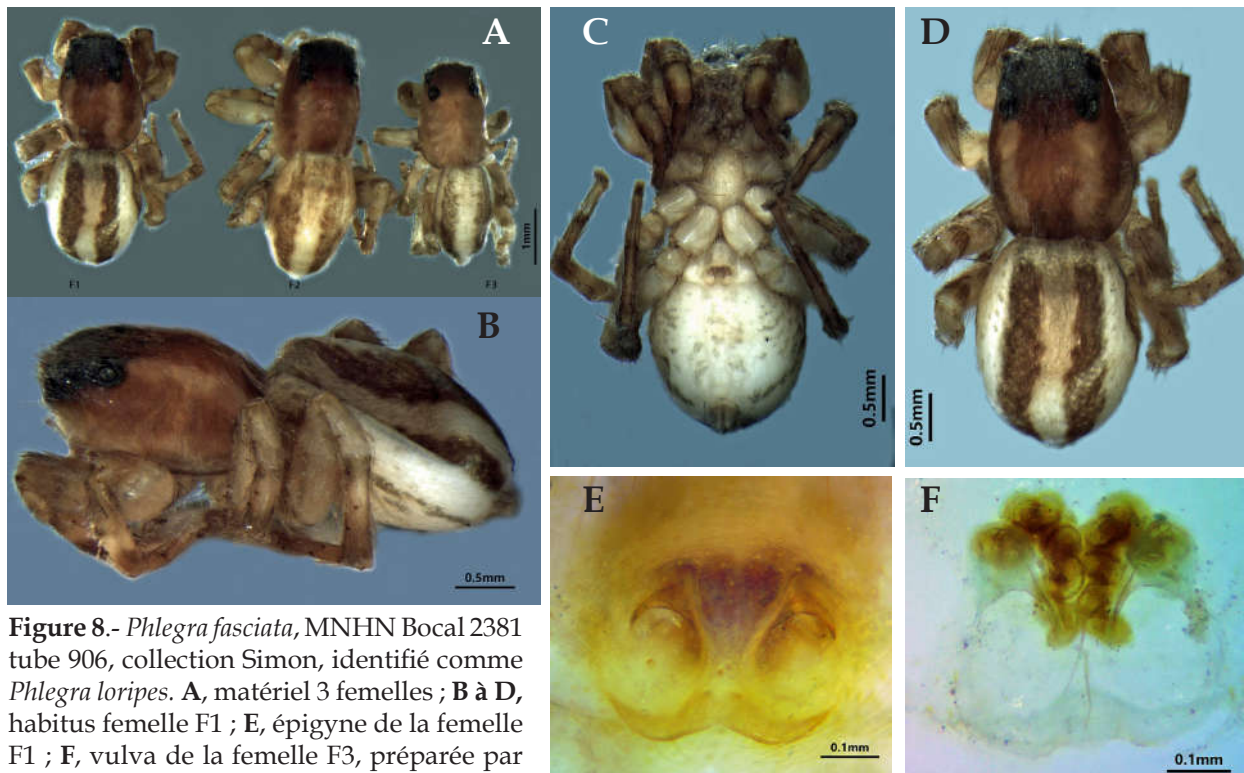 A
F1
F2
F3
1mm
B
0.5mm
C
0.5mm
D
0.5mm
Figure 8.- Phlegra fasciata, MNHN Bocal 2381
tube 906, collection Simon, identifié comme
Phlegra loripes. A, matériel 3 femelles ; B à D,
habitus femelle F1 ; E, épigyne de la femelle
F1 ; F, vulva de la femelle F3, préparée par
E
0.1mm
F
0.1mm